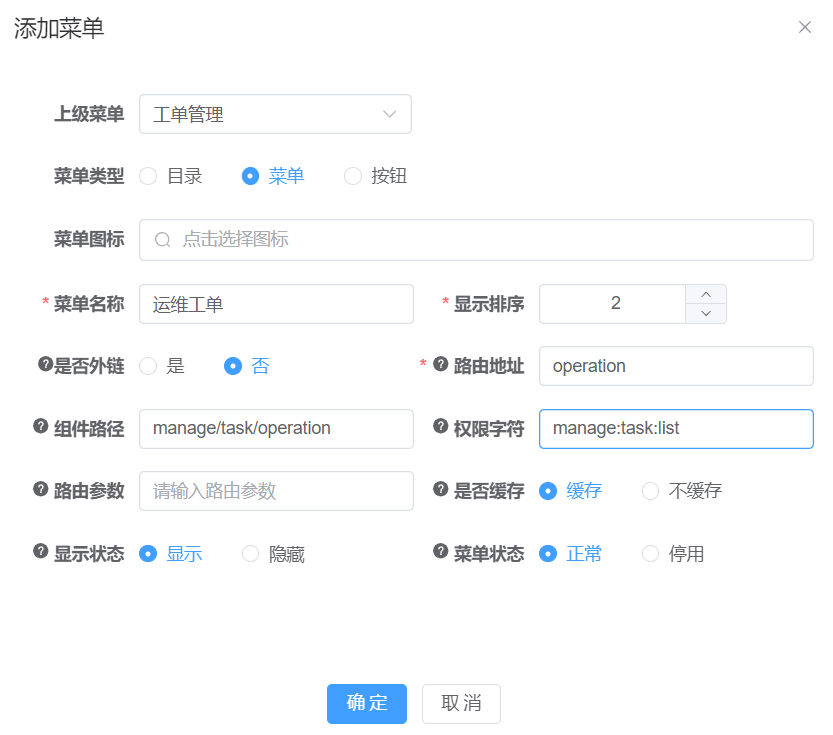 添加菜单
上级菜单 工单管理
菜单类型 目录 菜单 按钮
菜单图标 点击选择图标
* 菜单名称 运维工单 * 显示排序 2
?是否外链 是 否 * ? 路由地址 operation
? 组件路径 manage/task/operation ? 权限字符 manage:task:list
? 路由参数 请输入路由参数 ? 是否缓存 缓存 不缓存
? 显示状态 显示 隐藏 ? 菜单状态 正常 停用
确定 取消